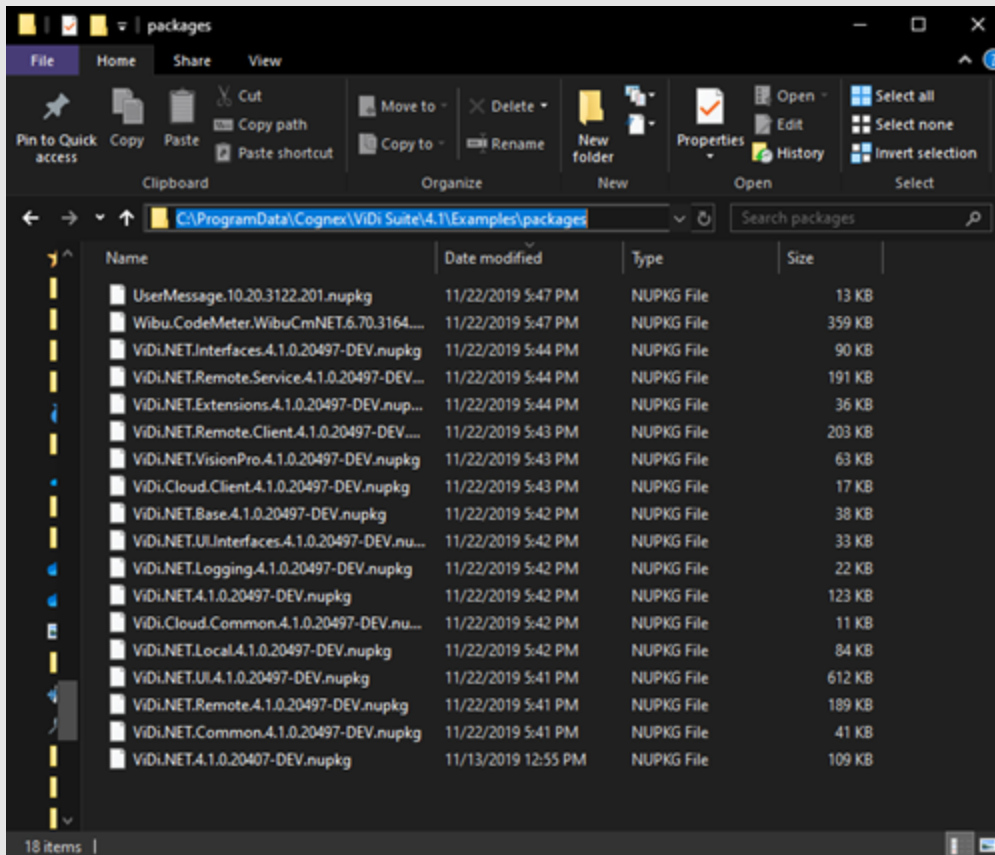 packages
File Home Share View
Pin to Quick access
Copy
Paste
Cut
Copy path
Paste shortcut
Clipboard
Move to
Copy to
Delete
Rename
Organize
New folder
New
Properties
Open
Edit
History
Open
Select all
Select none
Invert selection
Select
C:\ProgramData\Cognex\ViDi Suite\4.1\Examples\packages
Search packages
Name Date modified Type Size
UserMessage.10.20.3122.201.nupkg 11/22/2019 5:47 PM NUPKG File 13 KB
Wibu.CodeMeter.WibuCmNET.6.70.3164.... 11/22/2019 5:47 PM NUPKG File 359 KB
ViDi.NET.Interfaces.4.1.0.20497-DEV.nupkg 11/22/2019 5:44 PM NUPKG File 90 KB
ViDi.NET.Remote.Service.4.1.0.20497-DEV... 11/22/2019 5:44 PM NUPKG File 191 KB
ViDi.NET.Extensions.4.1.0.20497-DEV.nup... 11/22/2019 5:44 PM NUPKG File 36 KB
ViDi.NET.Remote.Client.4.1.0.20497-DEV.... 11/22/2019 5:43 PM NUPKG File 203 KB
ViDi.NET.VisionPro.4.1.0.20497-DEV.nupkg 11/22/2019 5:43 PM NUPKG File 63 KB
ViDi.Cloud.Client.4.1.0.20497-DEV.nupkg 11/22/2019 5:43 PM NUPKG File 17 KB
ViDi.NET.Base.4.1.0.20497-DEV.nupkg 11/22/2019 5:42 PM NUPKG File 38 KB
ViDi.NET.UI.Interfaces.4.1.0.20497-DEV.nu... 11/22/2019 5:42 PM NUPKG File 33 KB
ViDi.NET.Logging.4.1.0.20497-DEV.nupkg 11/22/2019 5:42 PM NUPKG File 22 KB
ViDi.NET.4.1.0.20497-DEV.nupkg 11/22/2019 5:42 PM NUPKG File 123 KB
ViDi.Cloud.Common.4.1.0.20497-DEV.nu... 11/22/2019 5:42 PM NUPKG File 11 KB
ViDi.NET.Local.4.1.0.20497-DEV.nupkg 11/22/2019 5:42 PM NUPKG File 84 KB
ViDi.NET.UI.4.1.0.20497-DEV.nupkg 11/22/2019 5:41 PM NUPKG File 612 KB
ViDi.NET.Remote.4.1.0.20497-DEV.nupkg 11/22/2019 5:41 PM NUPKG File 189 KB
ViDi.NET.Common.4.1.0.20497-DEV.nupkg 11/22/2019 5:41 PM NUPKG File 41 KB
ViDi.NET.4.1.0.20407-DEV.nupkg 11/13/2019 12:55 PM NUPKG File 109 KB
18 items